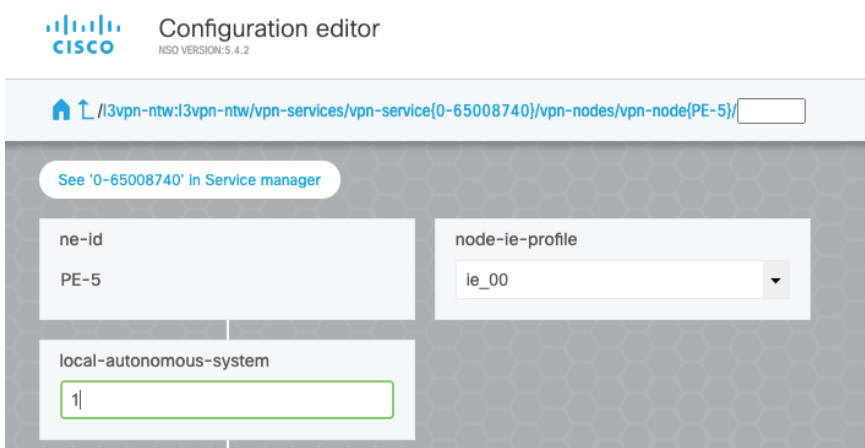 CISCO
Configuration editor
NSO VERSION:5.4.2
/l3vpn-ntw:l3vpn-ntw/vpn-services/vpn-service{0-65008740}/vpn-nodes/vpn-node{PE-5}/
See '0-65008740' in Service manager
ne-id
PE-5
node-ie-profile
ie_00
local-autonomous-system
1